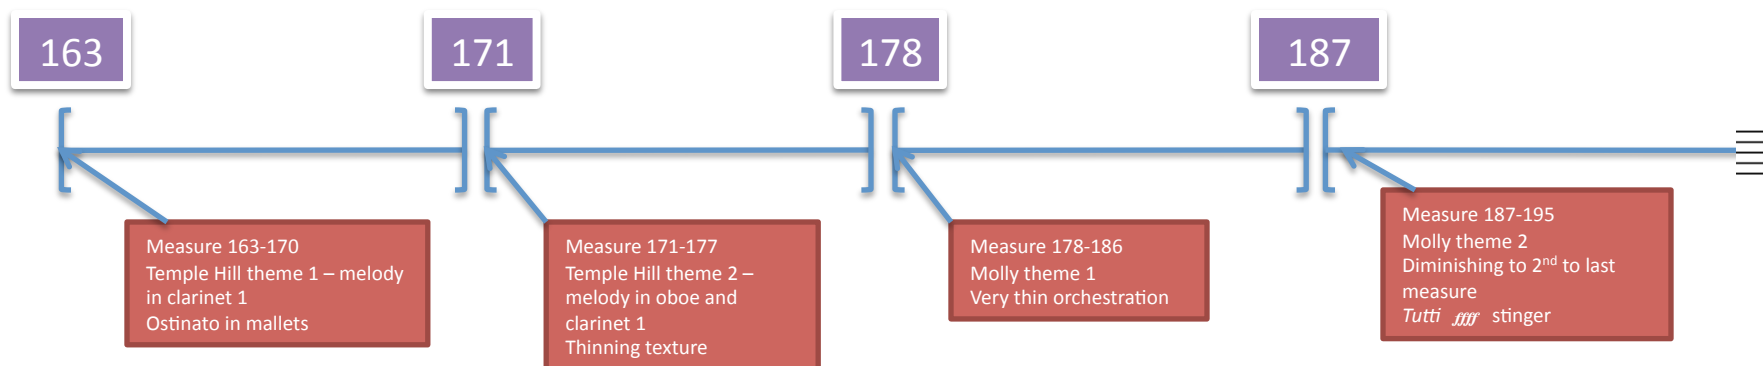 163
171
178
187
Measure 163-170
Temple Hill theme 1 – melody
in clarinet 1
Ostinato in mallets
Measure 171-177
Temple Hill theme 2 –
melody in oboe and
clarinet 1
Thinning texture
Measure 178-186
Molly theme 1
Very thin orchestration
Measure 187-195
Molly theme 2
Diminishing to 2nd to last
measure
Tutti ffff stinger